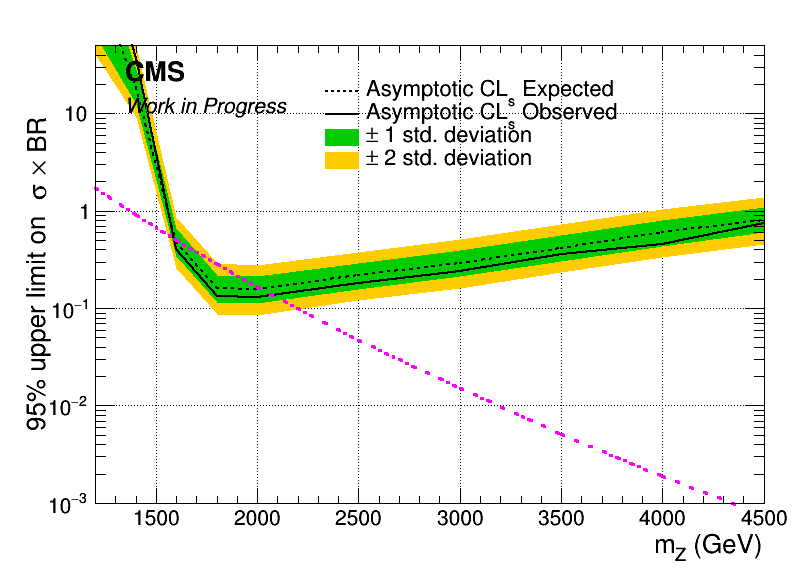 CMS
Work in Progress
Asymptotic CLₛ Expected
Asymptotic CLₛ Observed
± 1 std. deviation
± 2 std. deviation
95% upper limit on σ × BR
10
1
10⁻¹
10⁻²
10⁻³
1500 2000 2500 3000 3500 4000 4500
m_Z (GeV)